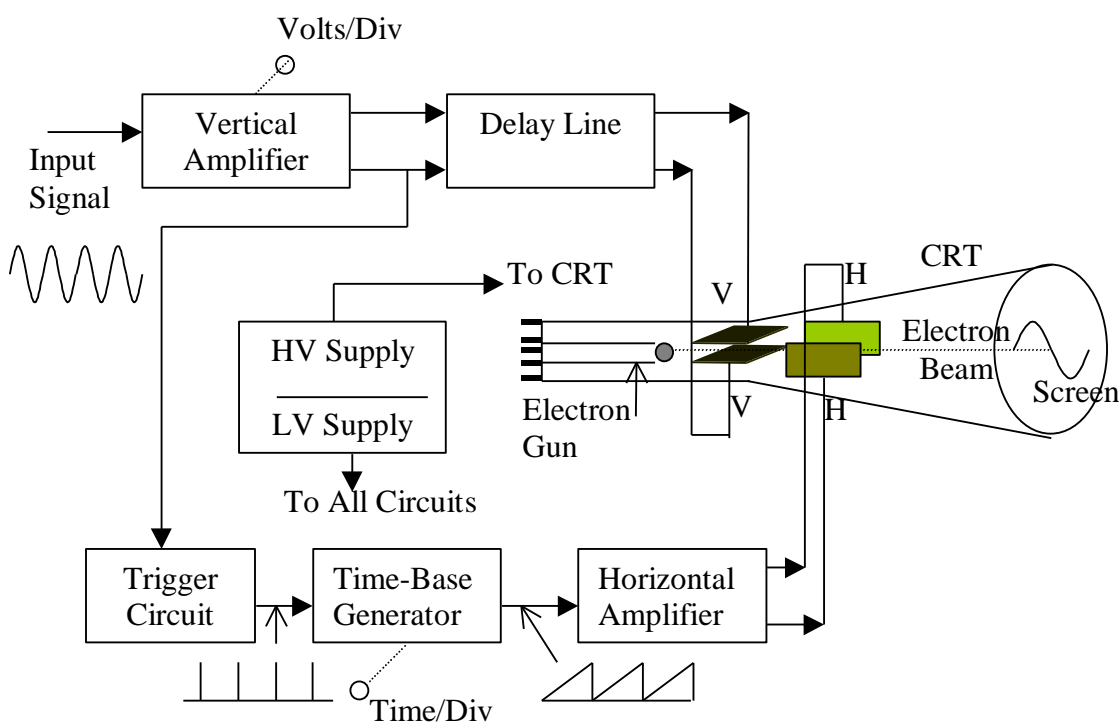 Volts/Div
Vertical
Amplifier
Delay Line
Input
Signal
To CRT
HV Supply
LV Supply
To All Circuits
V
V
H
H
CRT
Electron
Beam
Screen
Electron
Gun
Trigger
Circuit
Time-Base
Generator
Horizontal
Amplifier
Time/Div